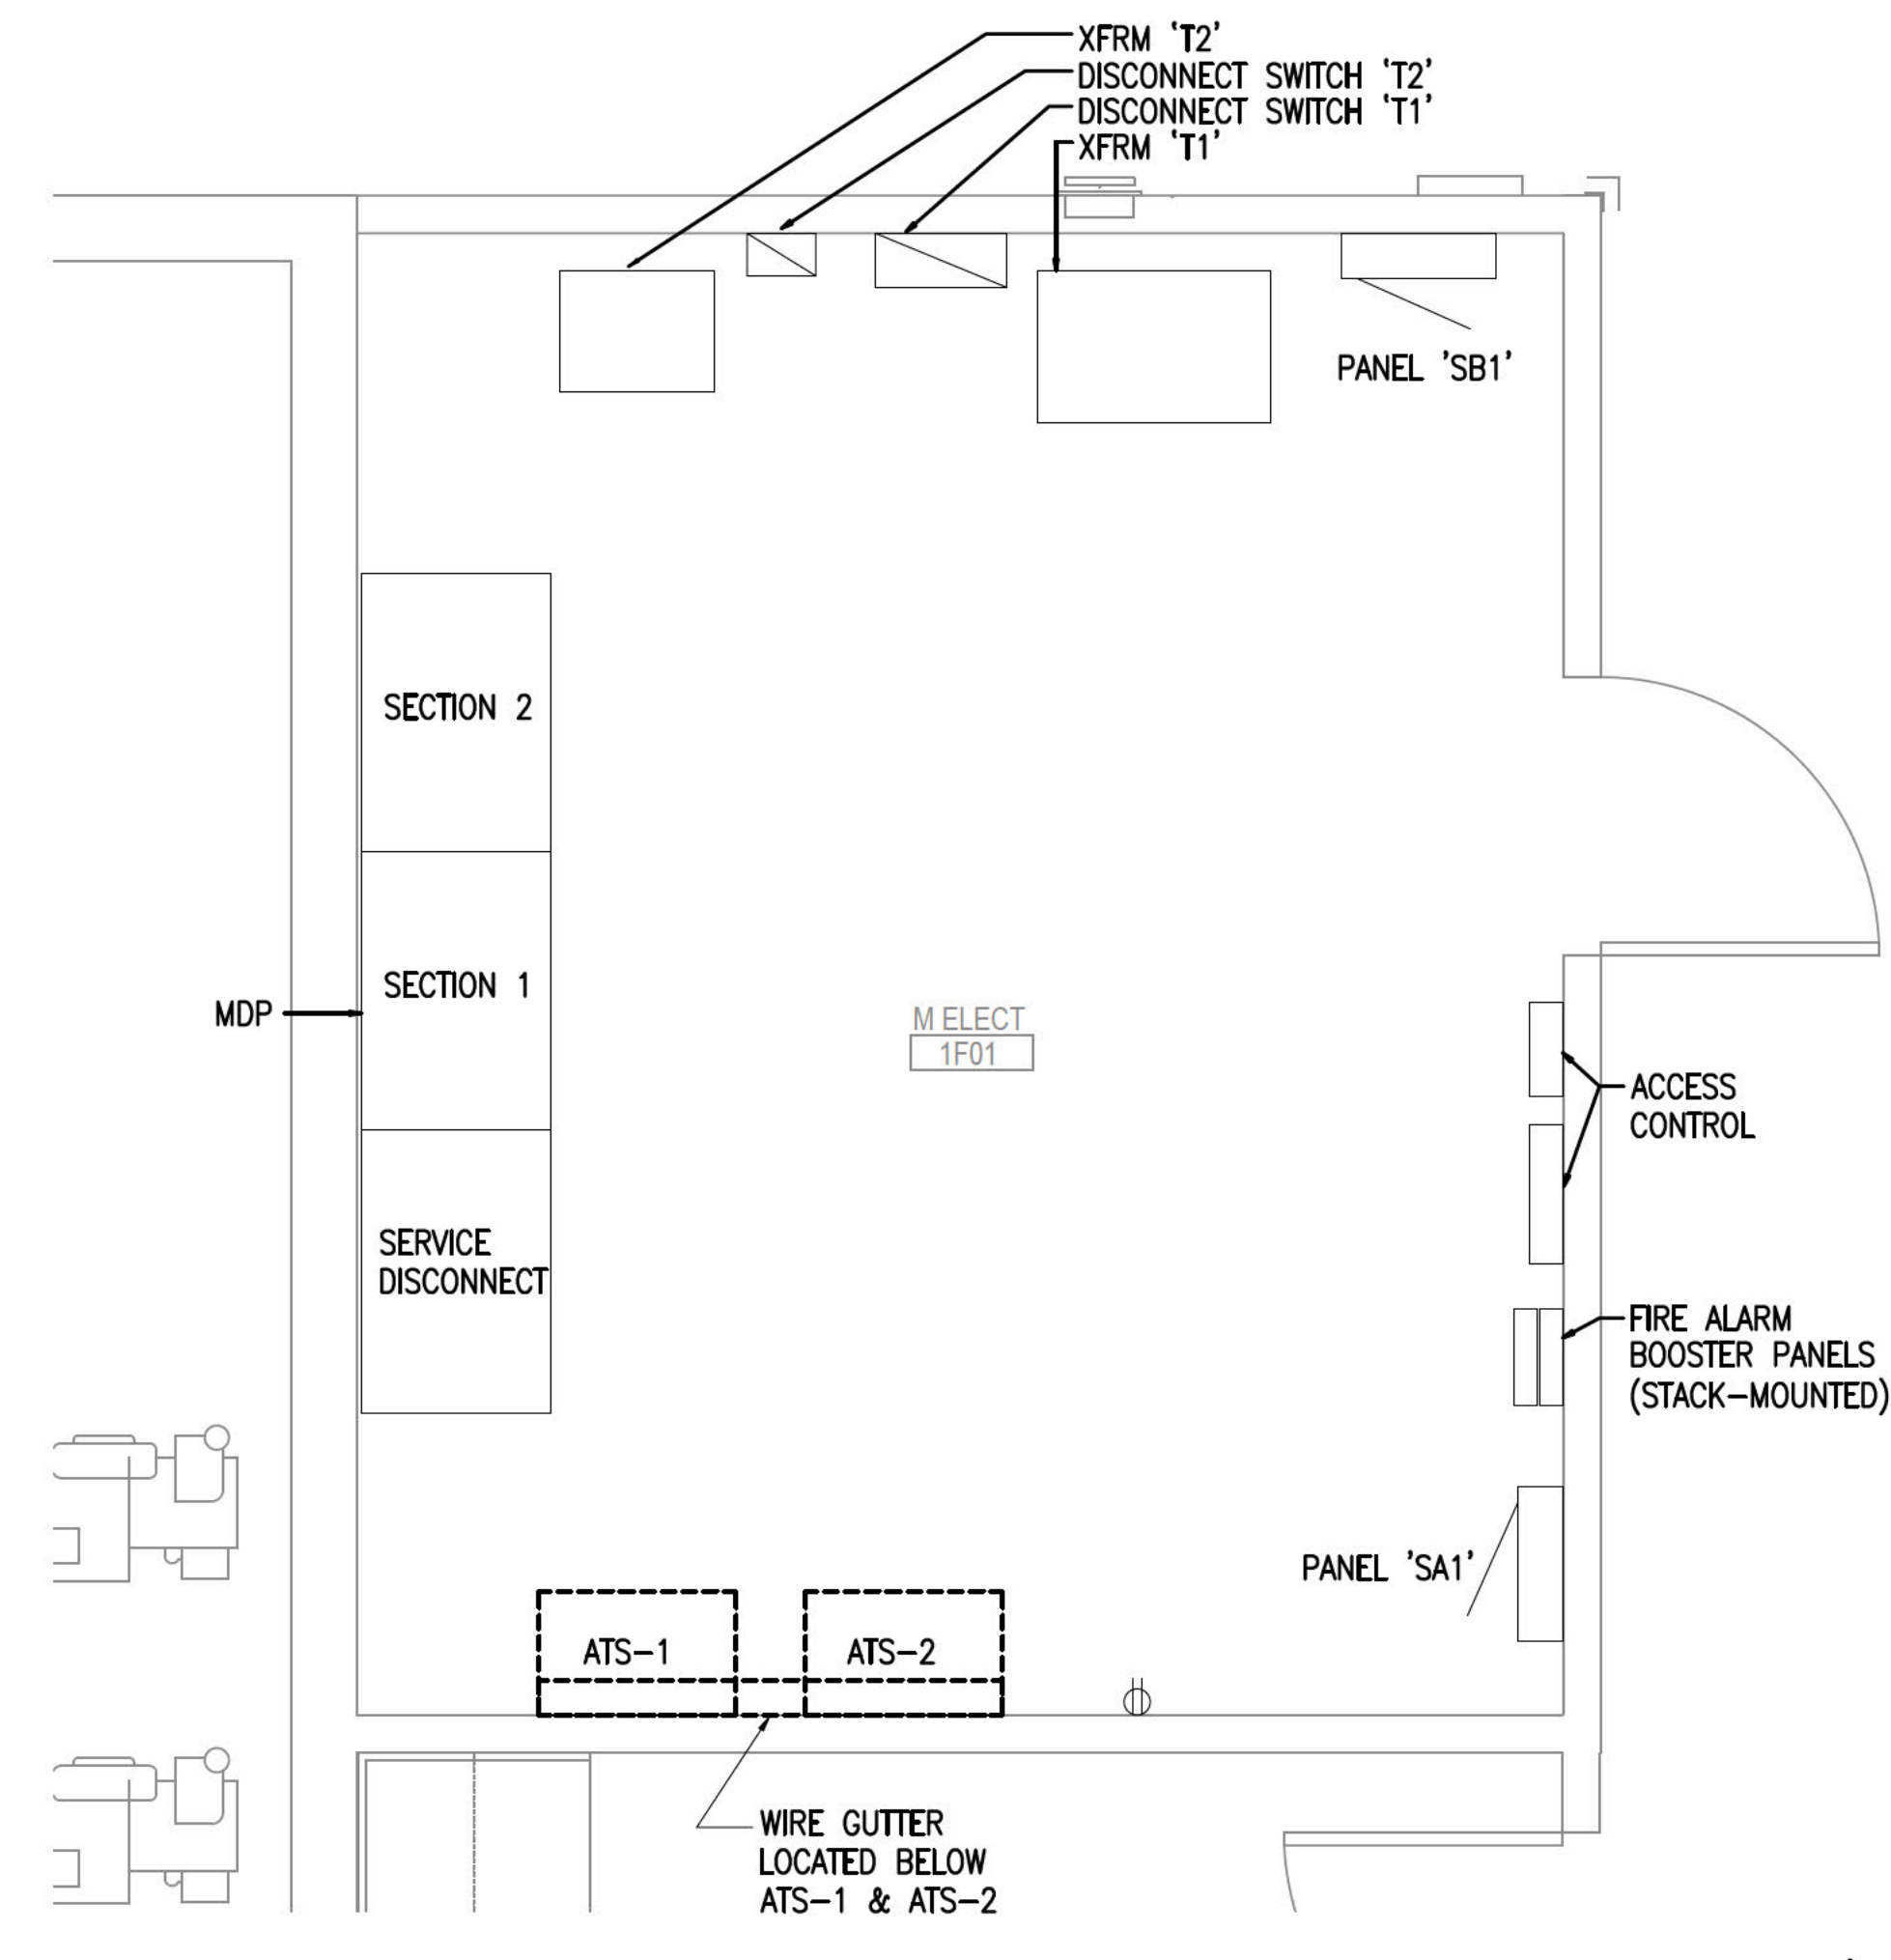 XFRM ‘T2’
DISCONNECT SWITCH ‘T2’
DISCONNECT SWITCH ‘T1’
XFRM ‘T1’
PANEL ’SB1’
SECTION 2
SECTION 1
MDP
M ELECT
1F01
ACCESS
CONTROL
SERVICE
DISCONNECT
FIRE ALARM
BOOSTER PANELS
(STACK–MOUNTED)
PANEL ’SA1’
ATS–1
ATS–2
WIRE GUTTER
LOCATED BELOW
ATS–1 & ATS–2